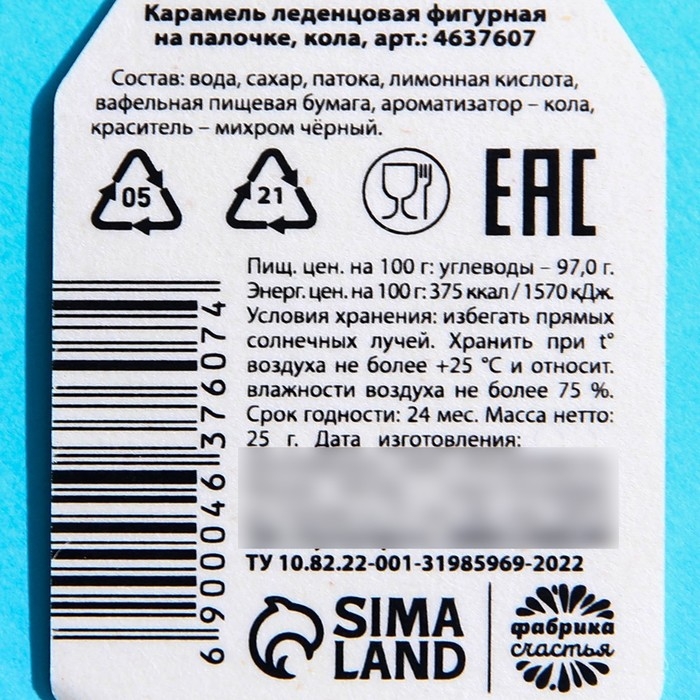 Карамель леденцовая фигурная
на палочке, кола, арт.: 4637607
Состав: вода, сахар, патока, лимонная кислота,
вафельная пищевая бумага, ароматизатор – кола,
краситель – михром чёрный.
05
21
EAC
Пищ. цен. на 100 г: углеводы – 97,0 г.
Энерг. цен. на 100 г: 375 ккал / 1570 кДж.
Условия хранения: избегать прямых
солнечных лучей. Хранить при t°
воздуха не более +25 °С и относит.
влажности воздуха не более 75 %.
Срок годности: 24 мес. Масса нетто:
25 г. Дата изготовления:
ТУ 10.82.22-001-31985969-2022
6 900046 376074
SIMA
LAND
фабрика
счастья